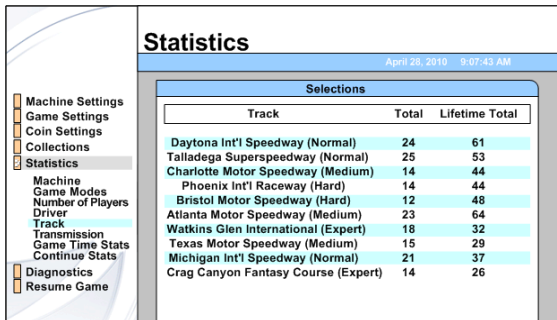 Statistics
April 28, 2010 9:07:43 AM
Machine Settings
Game Settings
Coin Settings
Collections
Statistics
Machine
Game Modes
Number of Players
Driver
Track
Transmission
Game Time Stats
Continue Stats
Diagnostics
Resume Game
Selections
Track Total Lifetime Total
Daytona Int'l Speedway (Normal) 24 61
Talladega Superspeedway (Normal) 25 53
Charlotte Motor Speedway (Medium) 14 44
Phoenix Int'l Raceway (Hard) 14 44
Bristol Motor Speedway (Hard) 12 48
Atlanta Motor Speedway (Medium) 23 64
Watkins Glen International (Expert) 18 32
Texas Motor Speedway (Medium) 15 29
Michigan Int'l Speedway (Normal) 21 37
Crag Canyon Fantasy Course (Expert) 14 26